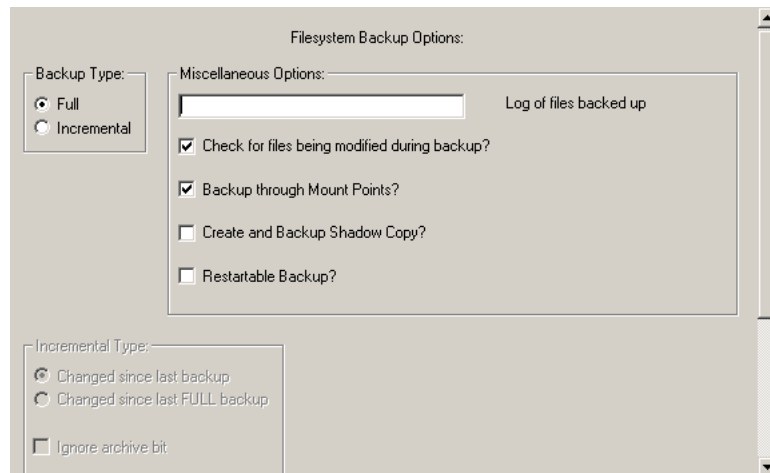 Filesystem Backup Options:
Backup Type:
Full
Incremental
Miscellaneous Options:
Log of files backed up
Check for files being modified during backup?
Backup through Mount Points?
Create and Backup Shadow Copy?
Restartable Backup?
Incremental Type:
Changed since last backup
Changed since last FULL backup
Ignore archive bit